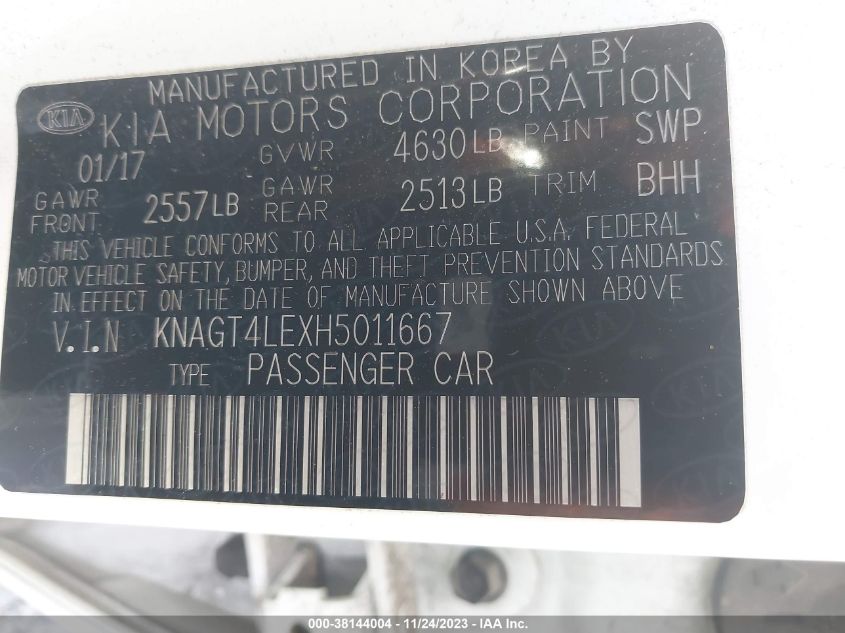 MANUFACTURED IN KOREA BY
KIA KIA MOTORS CORPORATION
01/17 GVWR 4630LB PAINT SWP
GAWR FRONT 2557LB GAWR REAR 2513LB TRIM BHH
THIS VEHICLE CONFORMS TO ALL APPLICABLE U.S.A. FEDERAL
MOTOR VEHICLE SAFETY, BUMPER, AND THEFT PREVENTION STANDARDS
IN EFFECT ON THE DATE OF MANUFACTURE SHOWN ABOVE
V.I.N KNAGT4LEXH5011667
TYPE PASSENGER CAR
000-38144004 - 11/24/2023 - IAA Inc.